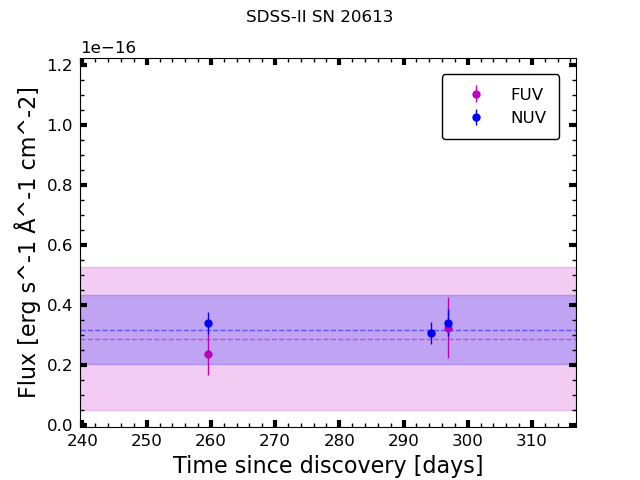 SDSS-II SN 20613
1e−16
1.2
1.0
0.8
0.6
0.4
0.2
0.0
Flux [erg s^-1 Å^-1 cm^-2]
FUV
NUV
240 250 260 270 280 290 300 310
Time since discovery [days]